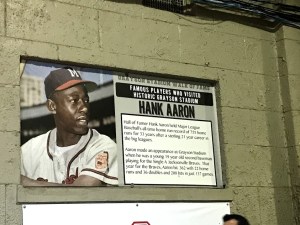 GRAYSON STADIUM WALL OF FAME
FAMOUS PLAYERS WHO VISITED
HISTORIC GRAYSON STADIUM
HANK AARON
Hall of Famer Hank Aaron held Major League
Baseball's all-time home run record of 755 home
runs for 33 years after a sterling 23 year career in
the big leagues.
Aaron made an appearance at Grayson Stadium
when he was a young 19 year old second baseman
playing for the Single A Jacksonville Braves. That
year for the Braves, Aaron hit .362 with 22 home
runs and 36 doubles and 208 hits in just 137 games.